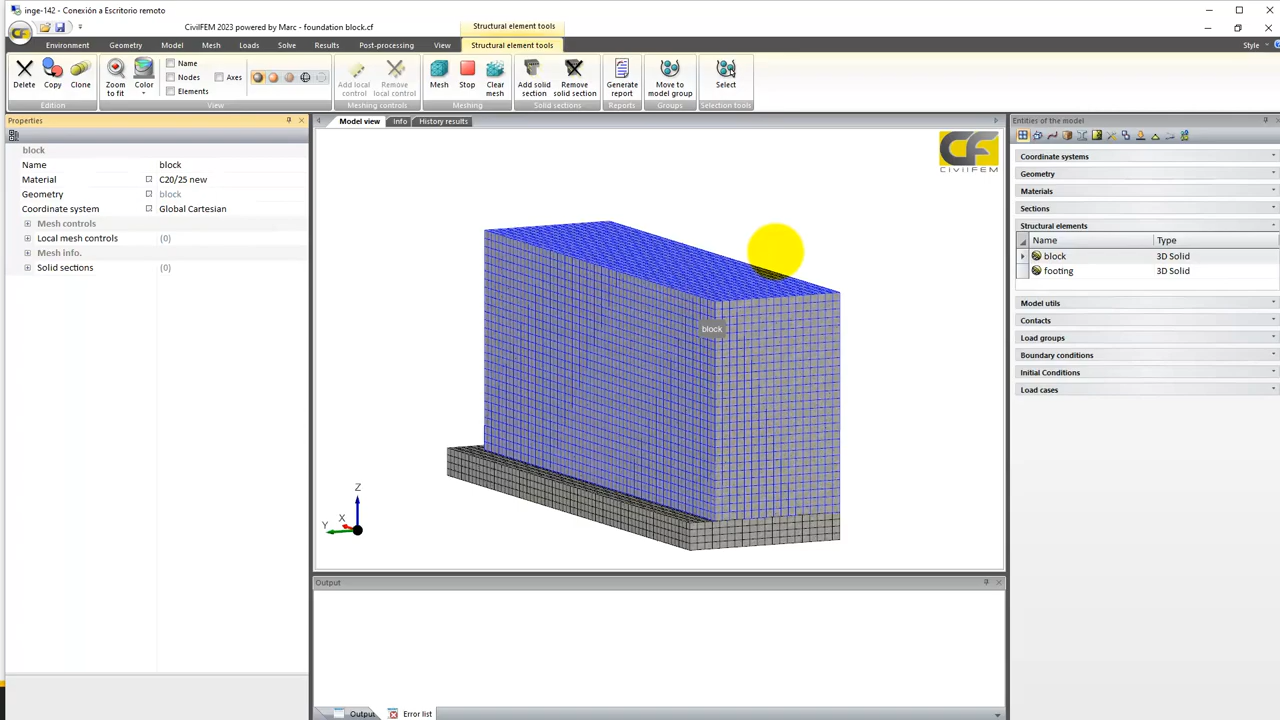 inge-142 - Conexión a Escritorio remoto
CivilFEM 2023 powered by Marc - foundation block.cf
Structural element tools
CF
Environment Geometry Model Mesh Loads Solve Results Post-processing View Structural element tools Style
Delete Copy Clone
Edition
Zoom to fit Color
Name
Nodes Axes
Elements
View
Add local control Remove local control
Meshing controls
Mesh Stop Clear mesh
Meshing
Add solid section Remove solid section
Solid sections
Generate report
Reports
Move to model group
Groups
Select
Selection tools
Properties
block
Name block
Material C20/25 new
Geometry block
Coordinate system Global Cartesian
Mesh controls
Local mesh controls (0)
Mesh info.
Solid sections (0)
Model view Info History results
CF
CIVILFEM
block
Z
X
Y
Output
Output Error list
Entities of the model
Coordinate systems
Geometry
Materials
Sections
Structural elements
Name Type
block 3D Solid
footing 3D Solid
Model utils
Contacts
Load groups
Boundary conditions
Initial Conditions
Load cases